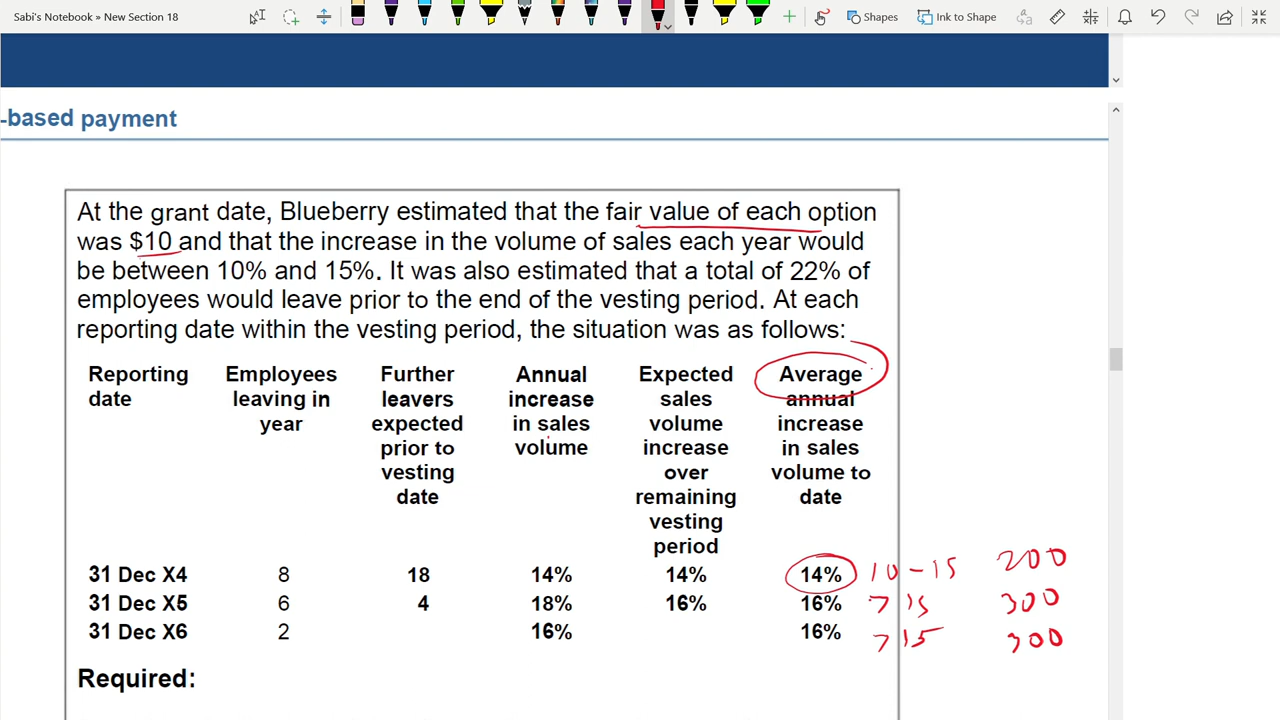 Sabi's Notebook » New Section 18
Shapes
Ink to Shape
-based payment
At the grant date, Blueberry estimated that the fair value of each option
was $10 and that the increase in the volume of sales each year would
be between 10% and 15%. It was also estimated that a total of 22% of
employees would leave prior to the end of the vesting period. At each
reporting date within the vesting period, the situation was as follows:
Reporting date Employees leaving in year Further leavers expected prior to vesting date Annual increase in sales volume Expected sales volume increase over remaining vesting period Average annual increase in sales volume to date
31 Dec X4 8 18 14% 14% 14% 10 - 15 200
31 Dec X5 6 4 18% 16% 16% > 15 300
31 Dec X6 2 16% 16% > 15 300
Required: